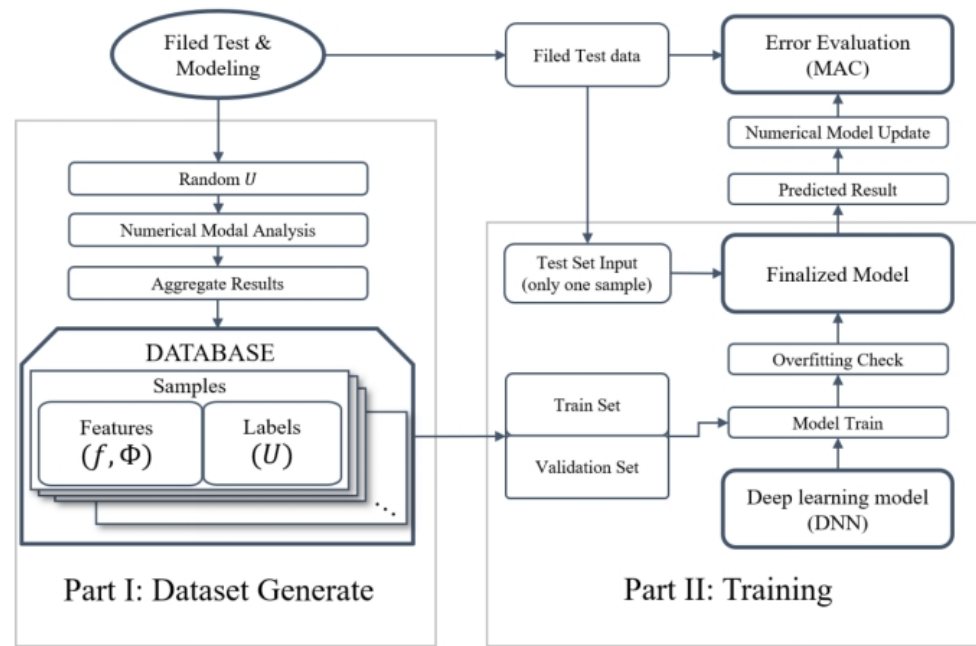 Filed Test &
Modeling
Filed Test data
Error Evaluation
(MAC)
Numerical Model Update
Predicted Result
Random U
Numerical Modal Analysis
Aggregate Results
DATABASE
Samples
Features
(f, Φ)
Labels
(U)
...
Part I: Dataset Generate
Test Set Input
(only one sample)
Finalized Model
Overfitting Check
Train Set
Validation Set
Model Train
Deep learning model
(DNN)
Part II: Training